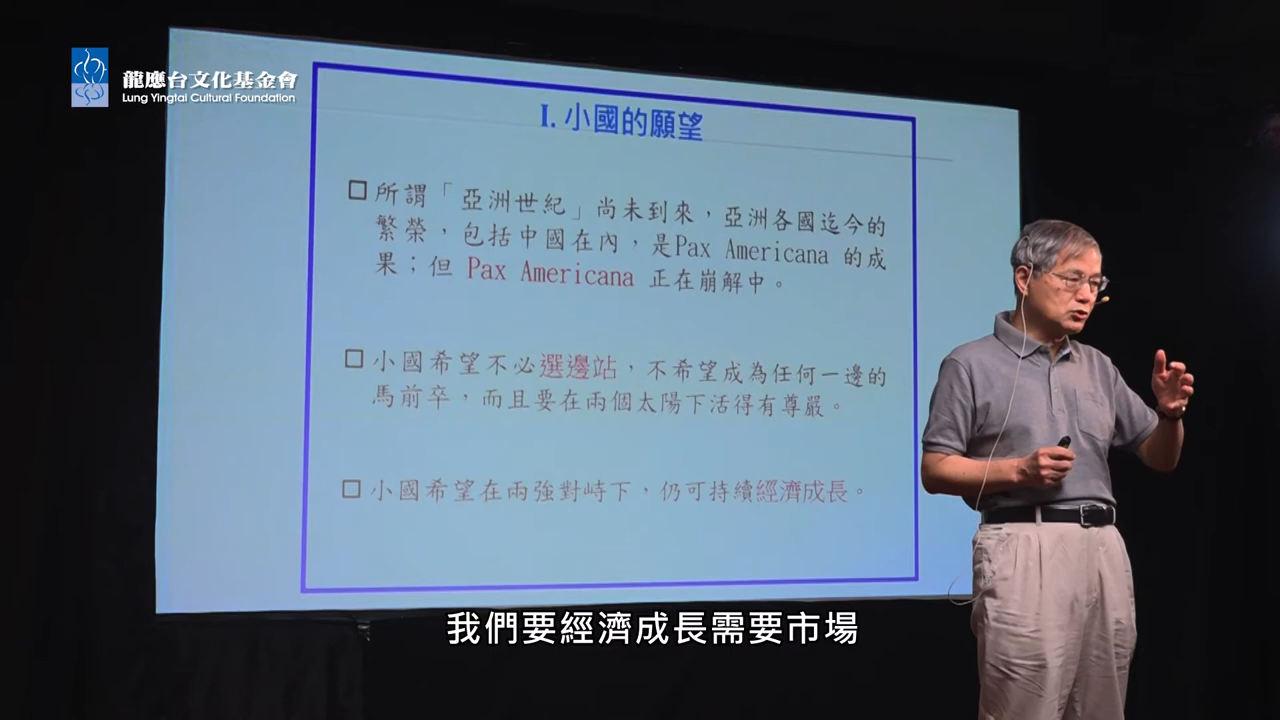 龍應台文化基金會
Lung Yingtai Cultural Foundation
I. 小國的願望
所謂「亞洲世紀」尚未到來，亞洲各國迄今的
繁榮，包括中國在內，是Pax Americana 的成
果；但 Pax Americana 正在崩解中。
小國希望不必選邊站，不希望成為任何一邊的
馬前卒，而且要在兩個太陽下活得有尊嚴。
小國希望在兩強對峙下，仍可持續經濟成長。
我們要經濟成長需要市場